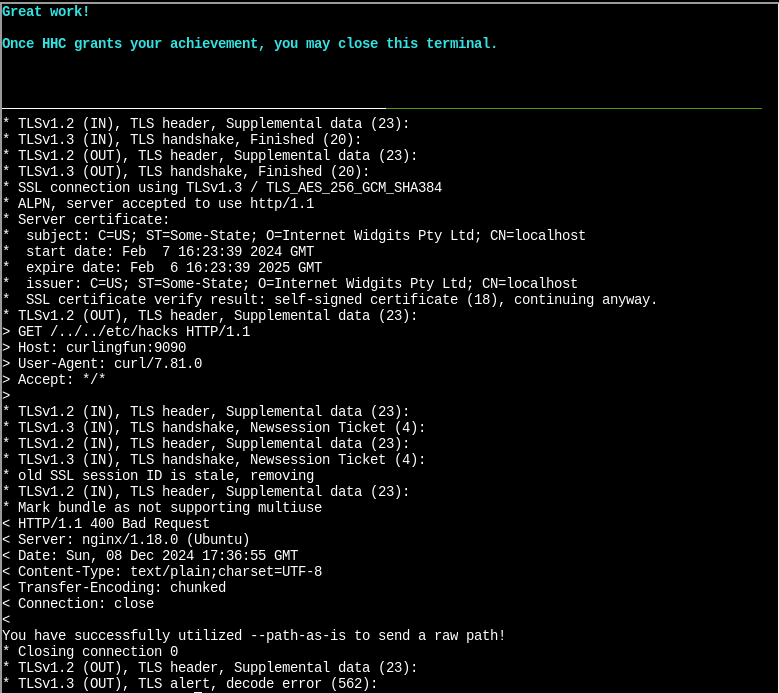 Great work!
Once HHC grants your achievement, you may close this terminal.
* TLSv1.2 (IN), TLS header, Supplemental data (23):
* TLSv1.3 (IN), TLS handshake, Finished (20):
* TLSv1.2 (OUT), TLS header, Supplemental data (23):
* TLSv1.3 (OUT), TLS handshake, Finished (20):
* SSL connection using TLSv1.3 / TLS_AES_256_GCM_SHA384
* ALPN, server accepted to use http/1.1
* Server certificate:
*  subject: C=US; ST=Some-State; O=Internet Widgits Pty Ltd; CN=localhost
*  start date: Feb  7 16:23:39 2024 GMT
*  expire date: Feb  6 16:23:39 2025 GMT
*  issuer: C=US; ST=Some-State; O=Internet Widgits Pty Ltd; CN=localhost
*  SSL certificate verify result: self-signed certificate (18), continuing anyway.
* TLSv1.2 (OUT), TLS header, Supplemental data (23):
> GET /../../etc/hacks HTTP/1.1
> Host: curlingfun:9090
> User-Agent: curl/7.81.0
> Accept: */*
>
* TLSv1.2 (IN), TLS header, Supplemental data (23):
* TLSv1.3 (IN), TLS handshake, Newsession Ticket (4):
* TLSv1.2 (IN), TLS header, Supplemental data (23):
* TLSv1.3 (IN), TLS handshake, Newsession Ticket (4):
* old SSL session ID is stale, removing
* TLSv1.2 (IN), TLS header, Supplemental data (23):
* Mark bundle as not supporting multiuse
< HTTP/1.1 400 Bad Request
< Server: nginx/1.18.0 (Ubuntu)
< Date: Sun, 08 Dec 2024 17:36:55 GMT
< Content-Type: text/plain;charset=UTF-8
< Transfer-Encoding: chunked
< Connection: close
<
You have successfully utilized --path-as-is to send a raw path!
* Closing connection 0
* TLSv1.2 (OUT), TLS header, Supplemental data (23):
* TLSv1.3 (OUT), TLS alert, decode error (562):